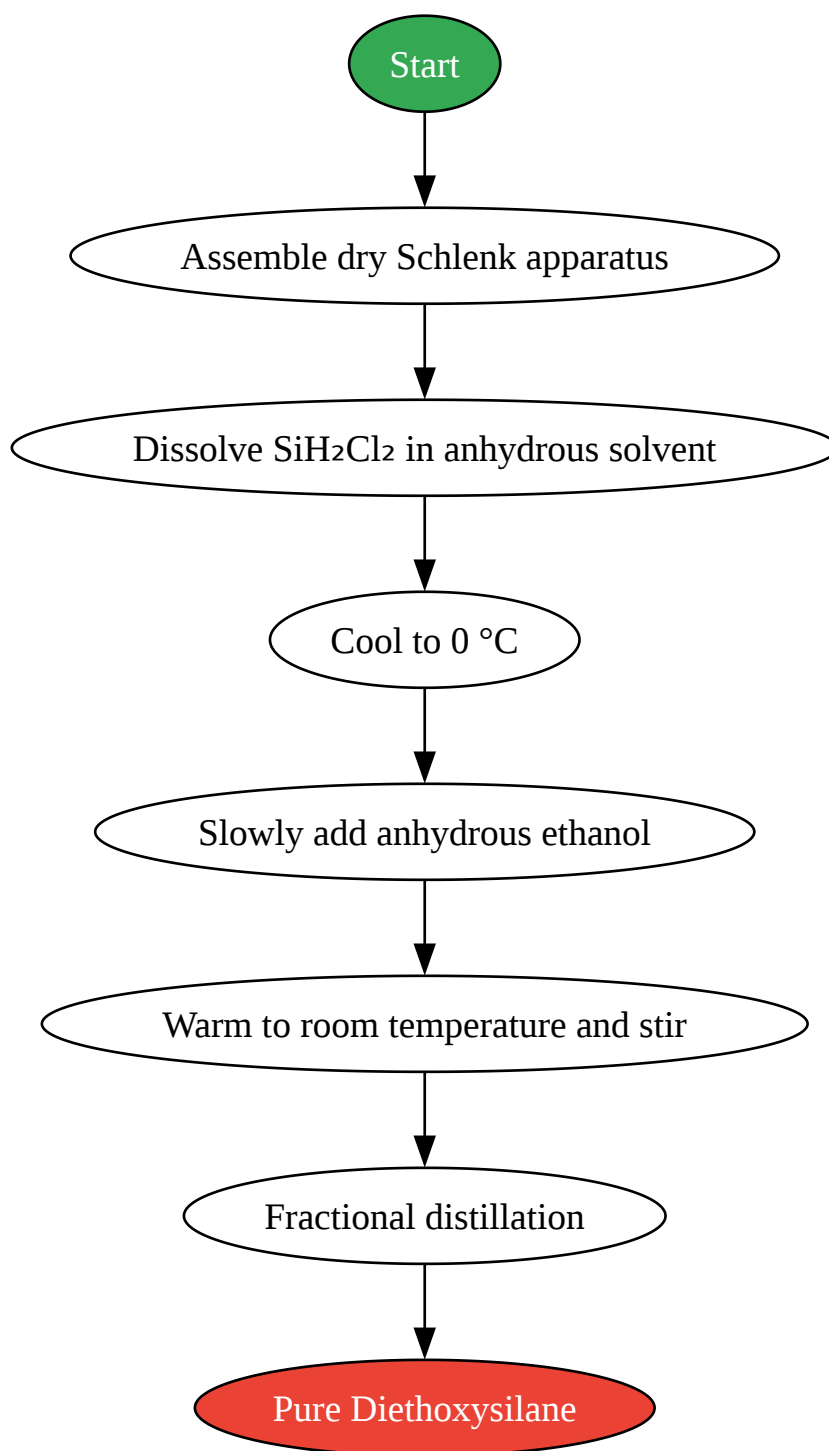 Start
Assemble dry Schlenk apparatus
Dissolve SiH₂Cl₂ in anhydrous solvent
Cool to 0 °C
Slowly add anhydrous ethanol
Warm to room temperature and stir
Fractional distillation
Pure Diethoxysilane